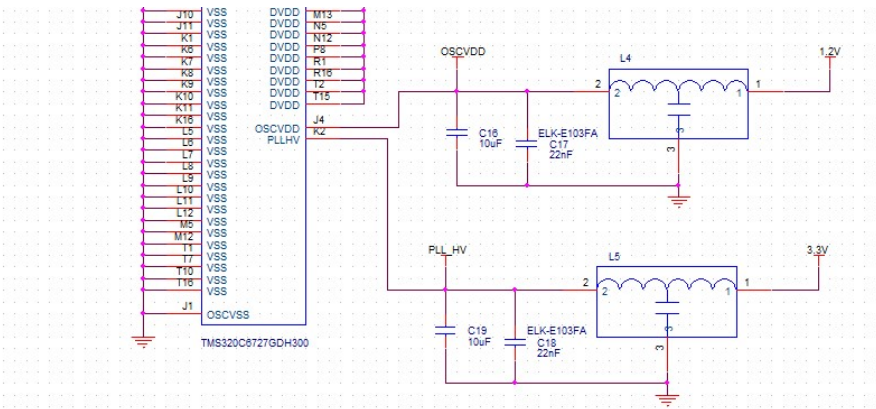 J10 VSS DVDD M13
J11 VSS DVDD N5
K1 VSS DVDD N12
K6 VSS DVDD P8
K7 VSS DVDD R1
K8 VSS DVDD R16
K9 VSS DVDD T2
K10 VSS DVDD T15
K11 VSS DVDD
K16 VSS
L5 VSS OSCVDD J4
L6 VSS PLLHV K2
L7 VSS
L8 VSS
L9 VSS
L10 VSS
L11 VSS
L12 VSS
M5 VSS
M12 VSS
T1 VSS
T7 VSS
T10 VSS
T16 VSS
VSS
J1 OSCVSS
TMS320C6727GDH300
OSCVDD
L4
1.2V
2
2
1
1
3
3
C16
10uF
ELK-E103FA
C17
22nF
PLL_HV
L5
3.3V
2
2
1
1
3
3
C19
10uF
ELK-E103FA
C18
22nF